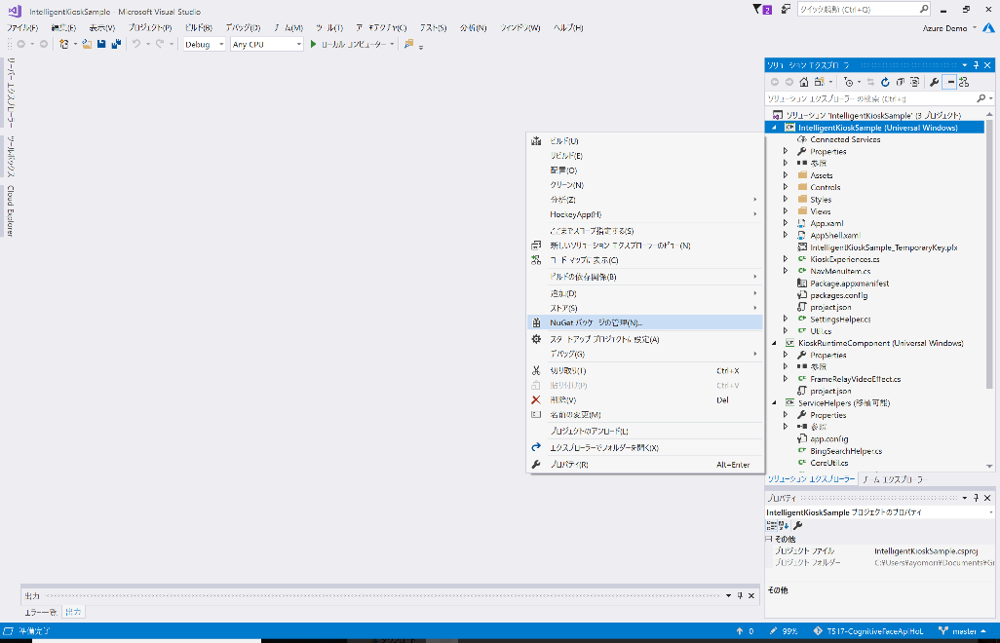 IntelligentKioskSample - Microsoft Visual Studio
2
クイック起動 (Ctrl+Q)
ファイル(F) 編集(E) 表示(V) プロジェクト(P) ビルド(B) デバッグ(D) チーム(M) ツール(T) アーキテクチャ(C) テスト(S) 分析(N) ウィンドウ(W) ヘルプ(H)
Azure Demo
Debug Any CPU ローカル コンピューター
サーバー エクスプローラー
ツールボックス
Cloud Explorer
ビルド(U)
リビルド(E)
配置(O)
クリーン(N)
分析(Z)
HockeyApp(H)
ここまでスコープ指定する(S)
新しいソリューション エクスプローラーのビュー(N)
コード マップに表示(C)
ビルドの依存関係(B)
追加(D)
ストア(S)
NuGet パッケージの管理(N)...
スタートアップ プロジェクトに設定(A)
デバッグ(G)
切り取り(T) Ctrl+X
貼り付け(P) Ctrl+V
削除(V) Del
名前の変更(M)
プロジェクトのアンロード(L)
エクスプローラーでフォルダーを開く(X)
プロパティ(R) Alt+Enter
ソリューション エクスプローラー
ソリューション エクスプローラー の検索 (Ctrl+;)
ソリューション 'IntelligentKioskSample' (3 プロジェクト)
IntelligentKioskSample (Universal Windows)
Connected Services
Properties
参照
Assets
Controls
Styles
Views
App.xaml
AppShell.xaml
IntelligentKioskSample_TemporaryKey.pfx
KioskExperiences.cs
NavMenuItem.cs
Package.appxmanifest
packages.config
project.json
SettingsHelper.cs
Util.cs
KioskRuntimeComponent (Universal Windows)
Properties
参照
FrameRelayVideoEffect.cs
project.json
ServiceHelpers (移植可能)
Properties
参照
app.config
BingSearchHelper.cs
CoreUtil.cs
ソリューション エクスプローラー チーム エクスプローラー
プロパティ
IntelligentKioskSample プロジェクトのプロパティ
その他
プロジェクト ファイル IntelligentKioskSample.csproj
プロジェクト フォルダー C:¥Users¥ayomori¥Documents¥G
その他
出力
エラー一覧 出力
準備完了
0 99% TS17-CognitiveFaceApiHoL master